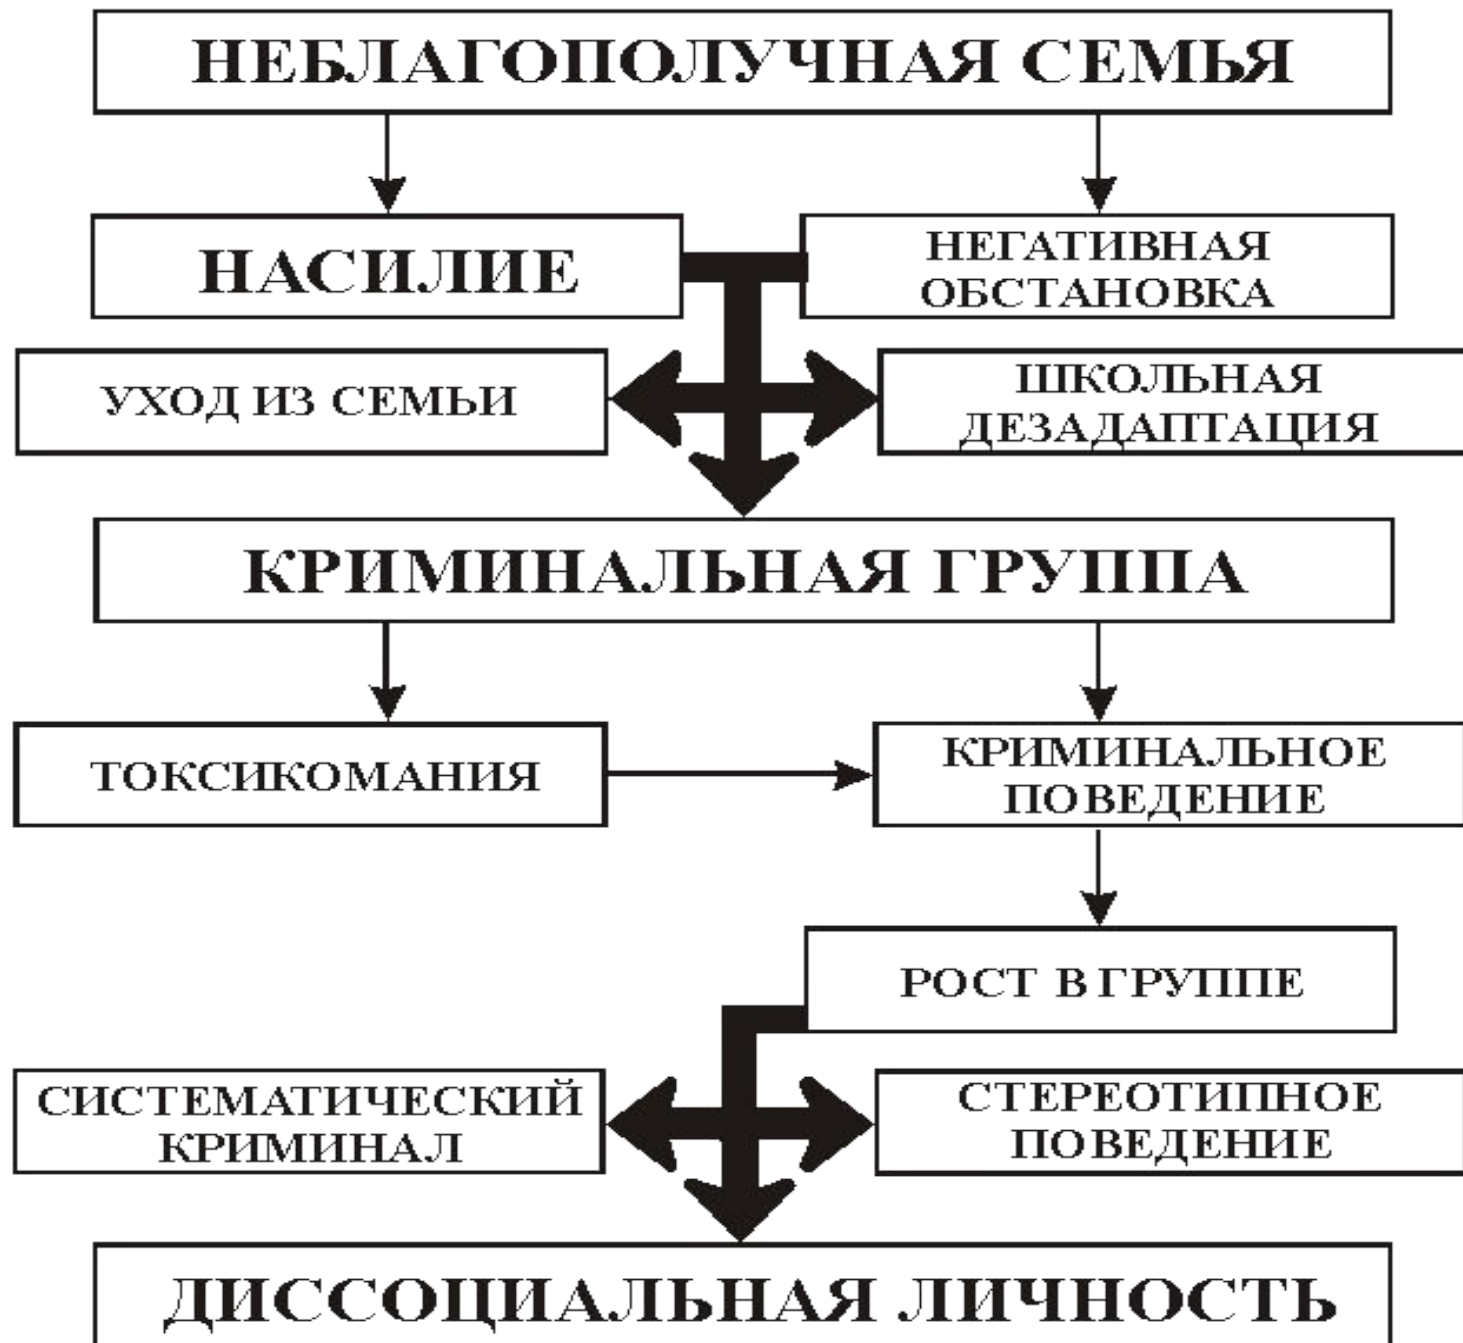 НЕБЛАГОПОЛУЧНАЯ СЕМЬЯ
НАСИЛИЕ
НЕГАТИВНАЯ
ОБСТАНОВКА
УХОД ИЗ СЕМЬИ
ШКОЛЬНАЯ
ДЕЗАДАПТАЦИЯ
КРИМИНАЛЬНАЯ ГРУППА
ТОКСИКОМАНИЯ
КРИМИНАЛЬНОЕ
ПОВЕДЕНИЕ
РОСТ В ГРУППЕ
СИСТЕМАТИЧЕСКИЙ
КРИМИНАЛ
СТЕРЕОТИПНОЕ
ПОВЕДЕНИЕ
ДИССОЦИАЛЬНАЯ ЛИЧНОСТЬ